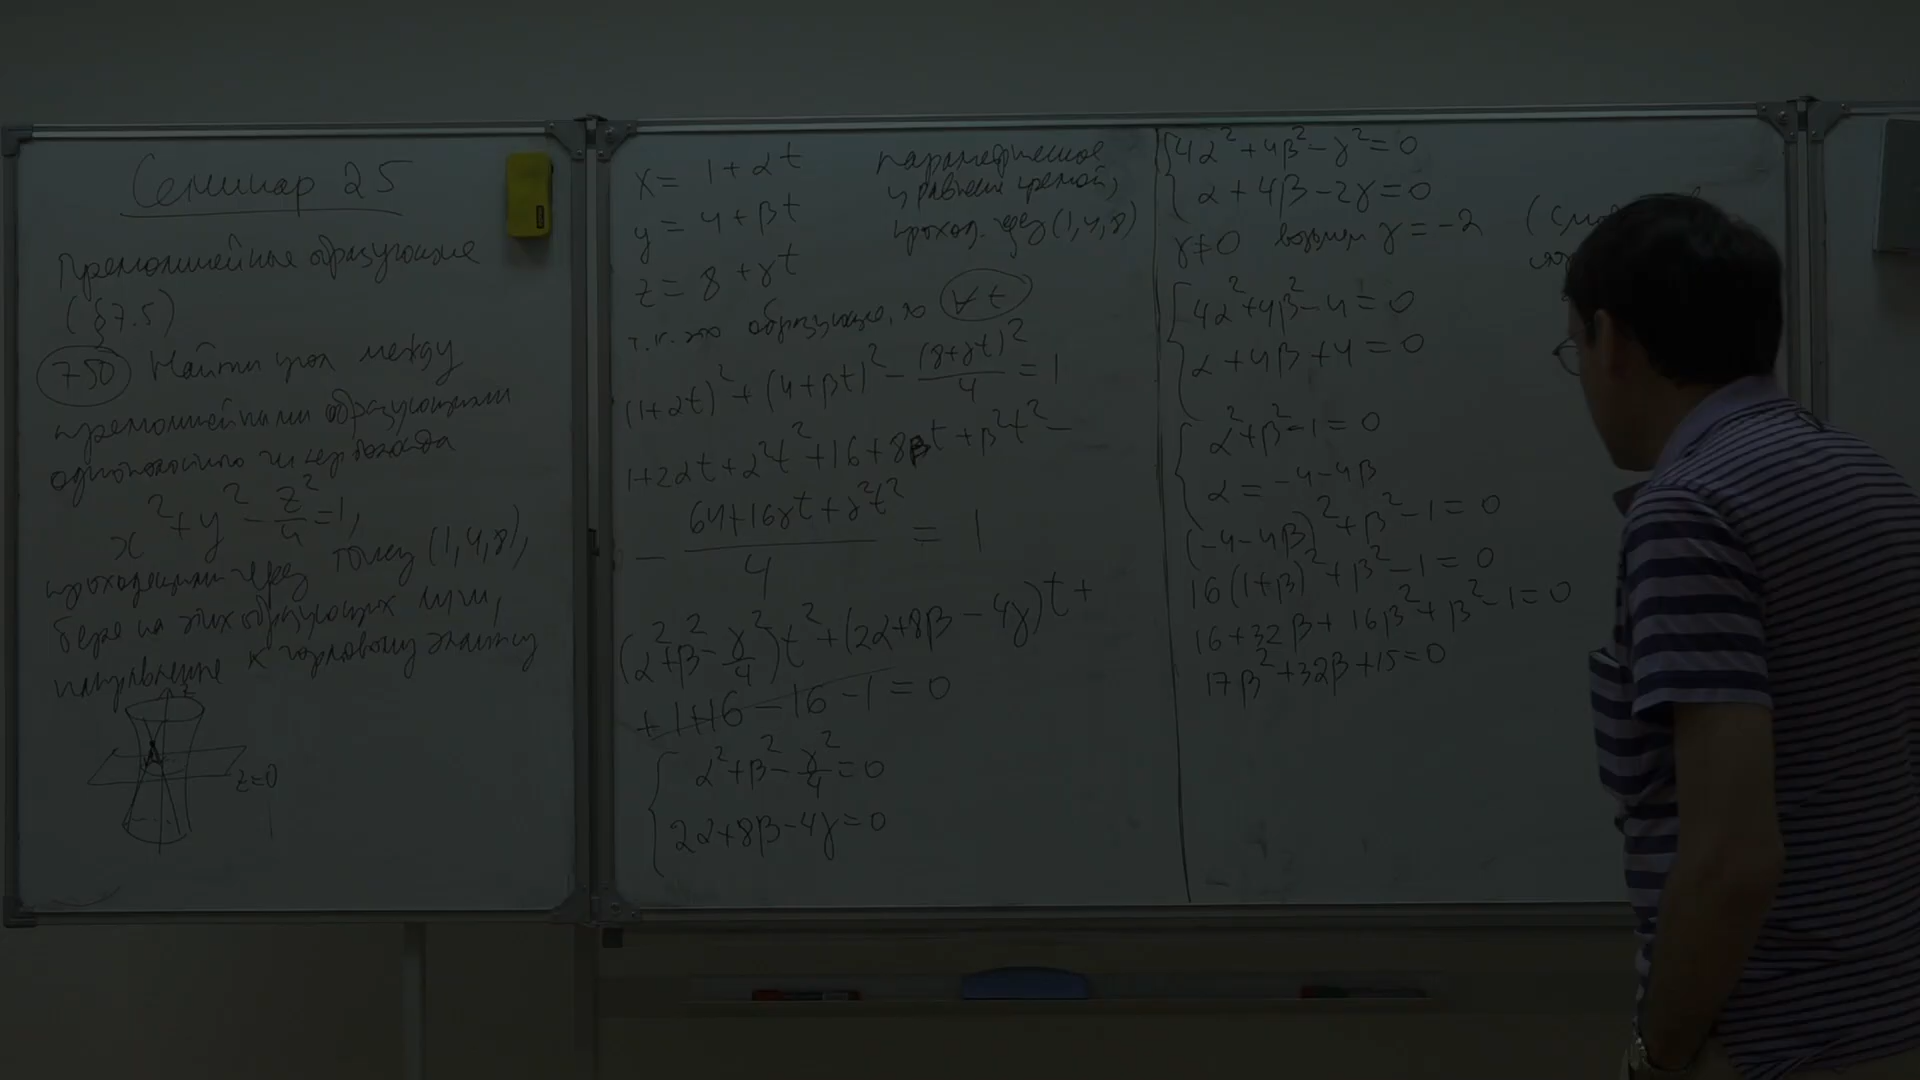 Семинар 25
Прямолинейные образующие
(§7.5)
750 Найти угол между
прямолинейными образующими
однополостного гиперболоида
x² + y² - z²/4 = 1,
проходящими через точку (1,4,8),
беря на этих образующих лучи,
направленные к горловому эллипсу
z
z=0
x = 1 + αt
y = 4 + βt
z = 8 + γt
параметрическое
уравнение прямой,
проход. через (1,4,8)
т.к. это образующая, то ∀t
(1+αt)² + (4+βt)² - (8+γt)²/4 = 1
1+2αt+α²t²+16+8βt+β²t² -
- (64+16γt+γ²t²)/4 = 1
(α²+β²-γ²/4)t²+(2α+8β-4γ)t+
+1+16-16-1=0
{ α²+β²-γ²/4=0
2α+8β-4γ=0
{ 4α²+4β²-γ²=0
α+4β-2γ=0
γ≠0 возьмем γ=-2
{ 4α²+4β²-4=0
α+4β+4=0
{ α²+β²-1=0
α=-4-4β
(-4-4β)²+β²-1=0
16(1+β)²+β²-1=0
16+32β+16β²+β²-1=0
17β²+32β+15=0